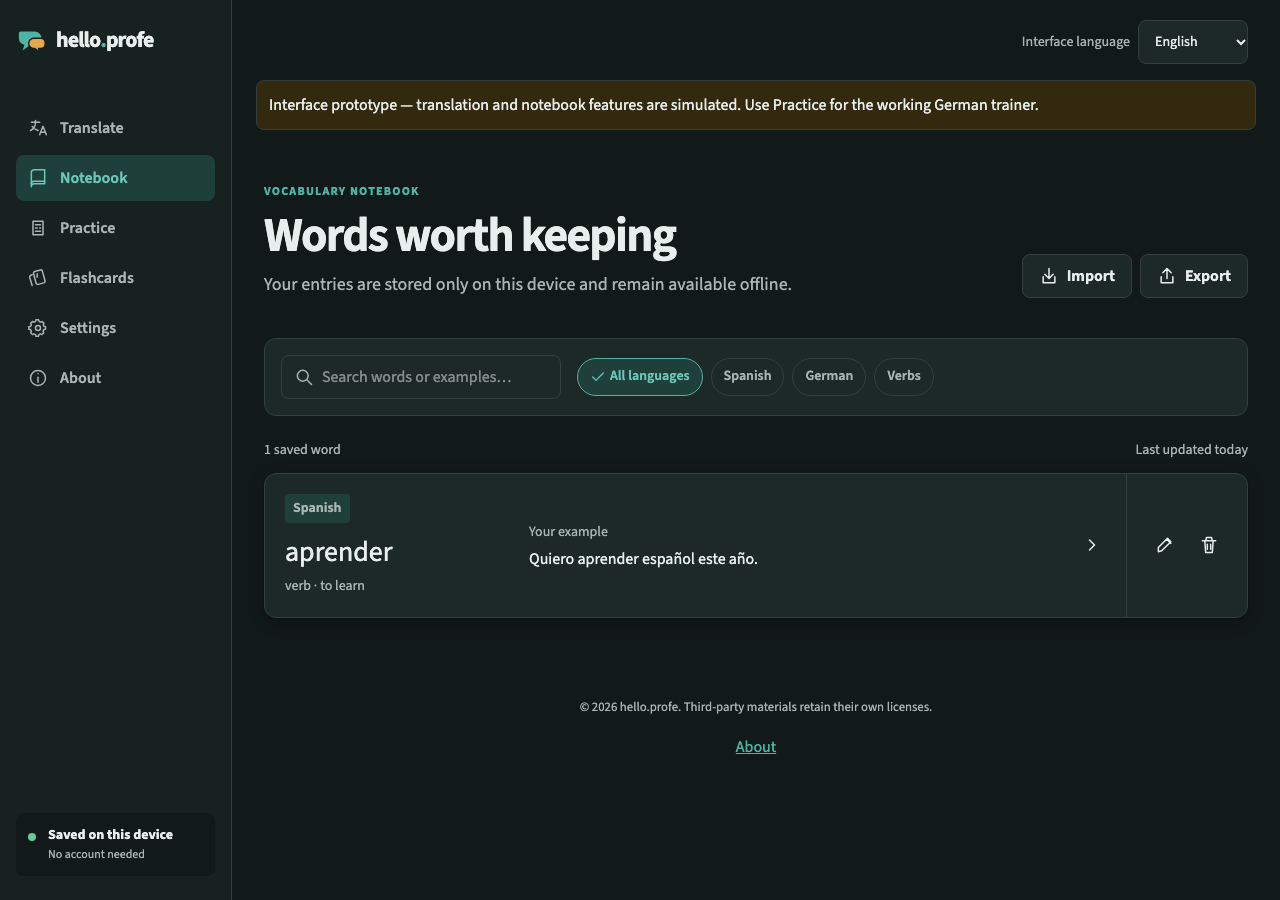 hello.profe
Interface language
English
Interface prototype — translation and notebook features are simulated. Use Practice for the working German trainer.
Translate
Notebook
Practice
Flashcards
Settings
About
VOCABULARY NOTEBOOK
Words worth keeping
Your entries are stored only on this device and remain available offline.
Import
Export
Search words or examples…
All languages
Spanish
German
Verbs
1 saved word
Last updated today
Spanish
aprender
verb · to learn
Your example
Quiero aprender español este año.
© 2026 hello.profe. Third-party materials retain their own licenses.
About
Saved on this device
No account needed